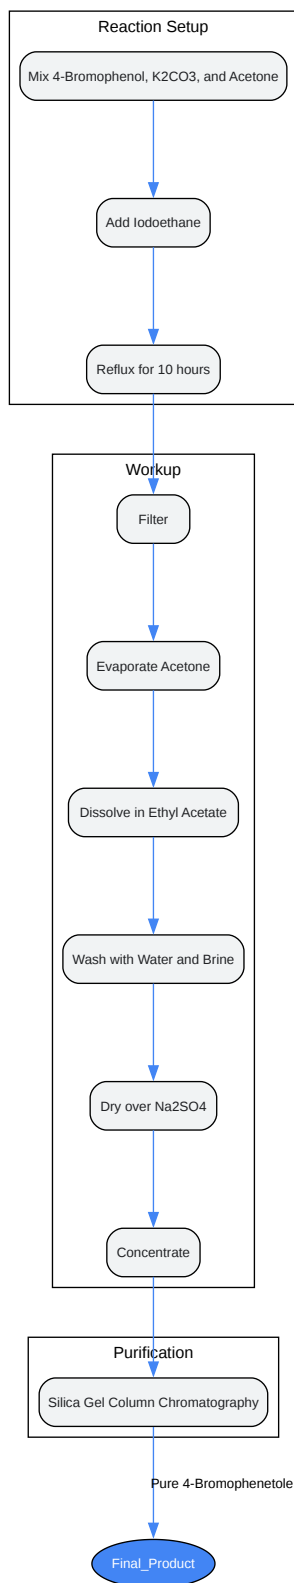 Reaction Setup
Mix 4-Bromophenol, K2CO3, and Acetone
Add Iodoethane
Reflux for 10 hours
Workup
Filter
Evaporate Acetone
Dissolve in Ethyl Acetate
Wash with Water and Brine
Dry over Na2SO4
Concentrate
Purification
Silica Gel Column Chromatography
Pure 4-Bromophenetole
Final_Product